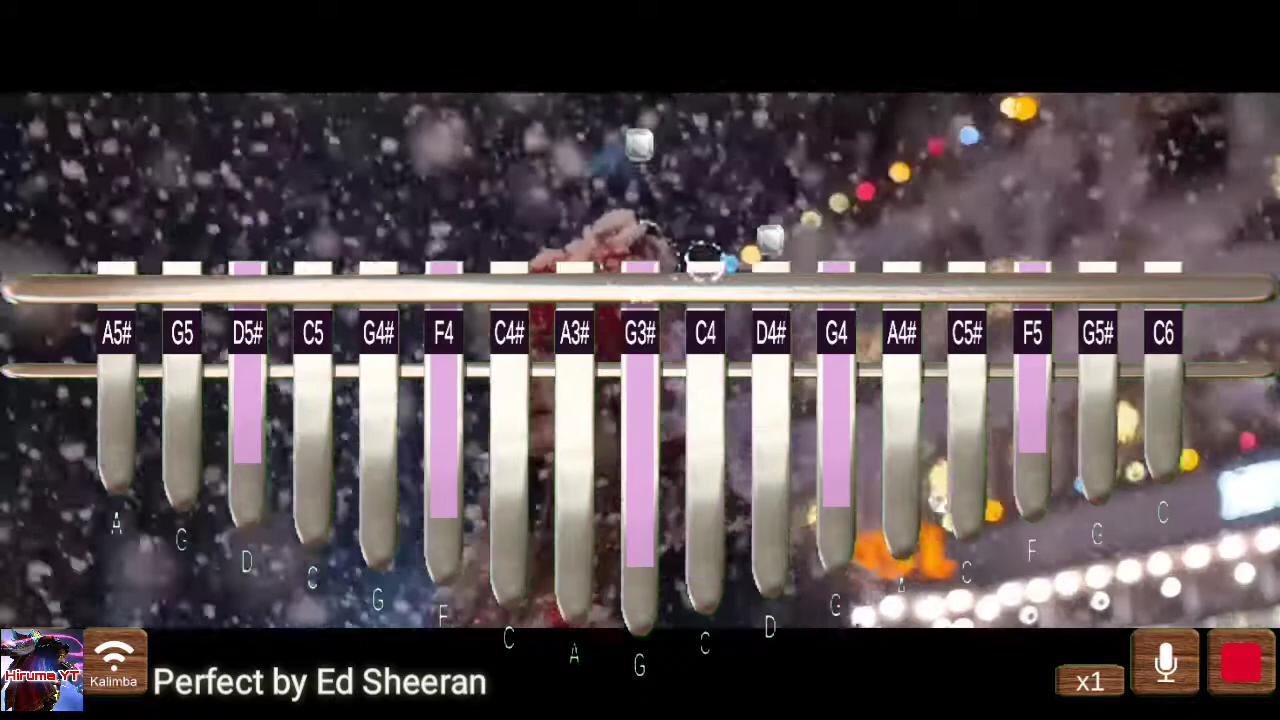 A5# G5 D5# C5 G4# F4 C4# A3# G3# C4 D4# G4 A4# C5# F5 G5# C6
A G D C G F C A G C D G A C F G C
Hiruma YT
Kalimba
Perfect by Ed Sheeran
x1